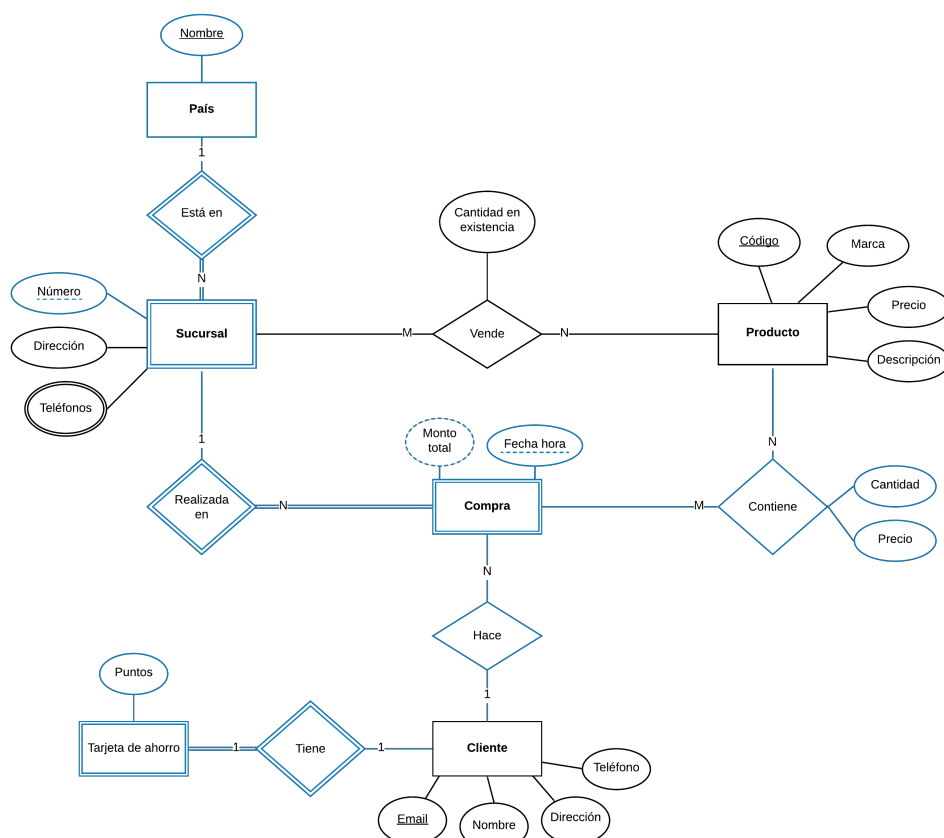 Nombre
País
1
Está en
N
Cantidad en
existencia
Código
Marca
Número
Sucursal
M
Vende
N
Producto
Precio
Dirección
Descripción
Teléfonos
1
Monto
total
Fecha hora
N
Realizada
en
N
Compra
M
Contiene
Cantidad
Precio
N
Hace
Puntos
1
Tarjeta de ahorro
1
Tiene
1
Cliente
Teléfono
Email
Nombre
Dirección